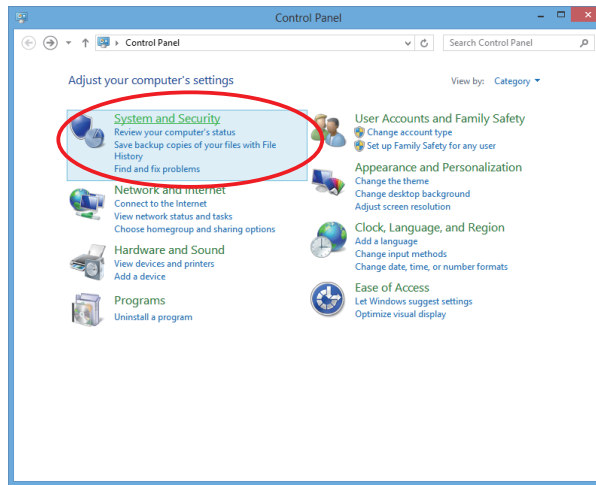 Control Panel
Control Panel
Search Control Panel
Adjust your computer's settings
View by: Category
System and Security
Review your computer's status
Save backup copies of your files with File
History
Find and fix problems
Network and Internet
Connect to the Internet
View network status and tasks
Choose homegroup and sharing options
Hardware and Sound
View devices and printers
Add a device
Programs
Uninstall a program
User Accounts and Family Safety
Change account type
Set up Family Safety for any user
Appearance and Personalization
Change the theme
Change desktop background
Adjust screen resolution
Clock, Language, and Region
Add a language
Change input methods
Change date, time, or number formats
Ease of Access
Let Windows suggest settings
Optimize visual display